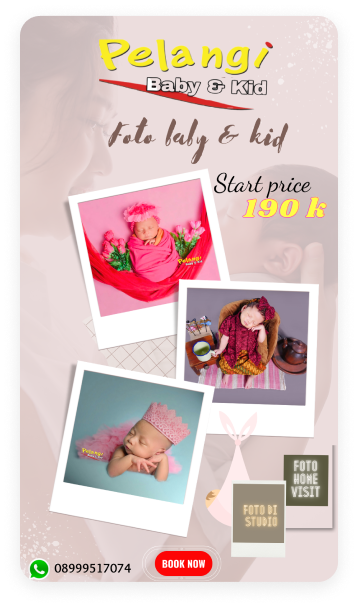 Pelangi
Baby & Kid
Foto baby & kid
Start price
190 k
Pelangi
Pelangi
FOTO
HOME
VISIT
FOTO DI
STUDIO
08999517074
BOOK NOW